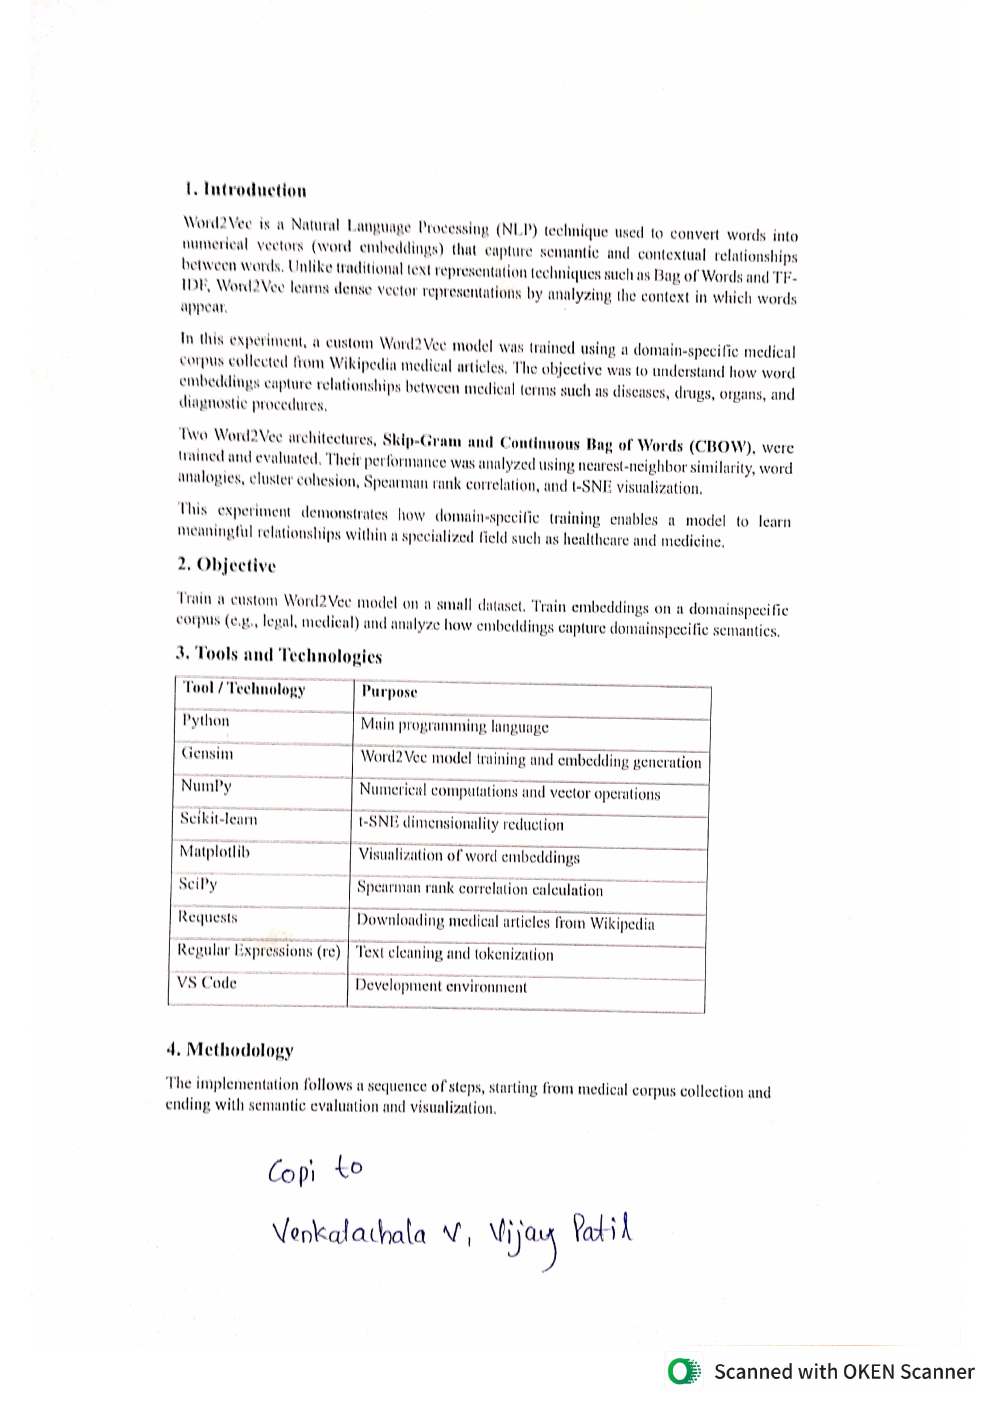 1. Introduction
Word2Vec is a Natural Language Processing (NLP) technique used to convert words into
numerical vectors (word embeddings) that capture semantic and contextual relationships
between words. Unlike traditional text representation techniques such as Bag of Words and TF-
IDF, Word2Vec learns dense vector representations by analyzing the context in which words
appear.
In this experiment, a custom Word2Vec model was trained using a domain-specific medical
corpus collected from Wikipedia medical articles. The objective was to understand how word
embeddings capture relationships between medical terms such as diseases, drugs, organs, and
diagnostic procedures.
Two Word2Vec architectures, Skip-Gram and Continuous Bag of Words (CBOW), were
trained and evaluated. Their performance was analyzed using nearest-neighbor similarity, word
analogies, cluster cohesion, Spearman rank correlation, and t-SNE visualization.
This experiment demonstrates how domain-specific training enables a model to learn
meaningful relationships within a specialized field such as healthcare and medicine.
2. Objective
Train a custom Word2Vec model on a small dataset. Train embeddings on a domainspecific
corpus (e.g., legal, medical) and analyze how embeddings capture domainspecific semantics.
3. Tools and Technologies
Tool / Technology Purpose
Python Main programming language
Gensim Word2Vec model training and embedding generation
NumPy Numerical computations and vector operations
Scikit-learn t-SNE dimensionality reduction
Matplotlib Visualization of word embeddings
SciPy Spearman rank correlation calculation
Requests Downloading medical articles from Wikipedia
Regular Expressions (re) Text cleaning and tokenization
VS Code Development environment
4. Methodology
The implementation follows a sequence of steps, starting from medical corpus collection and
ending with semantic evaluation and visualization.
Copi to
Venkatachala V, Vijay Patil
Scanned with OKEN Scanner